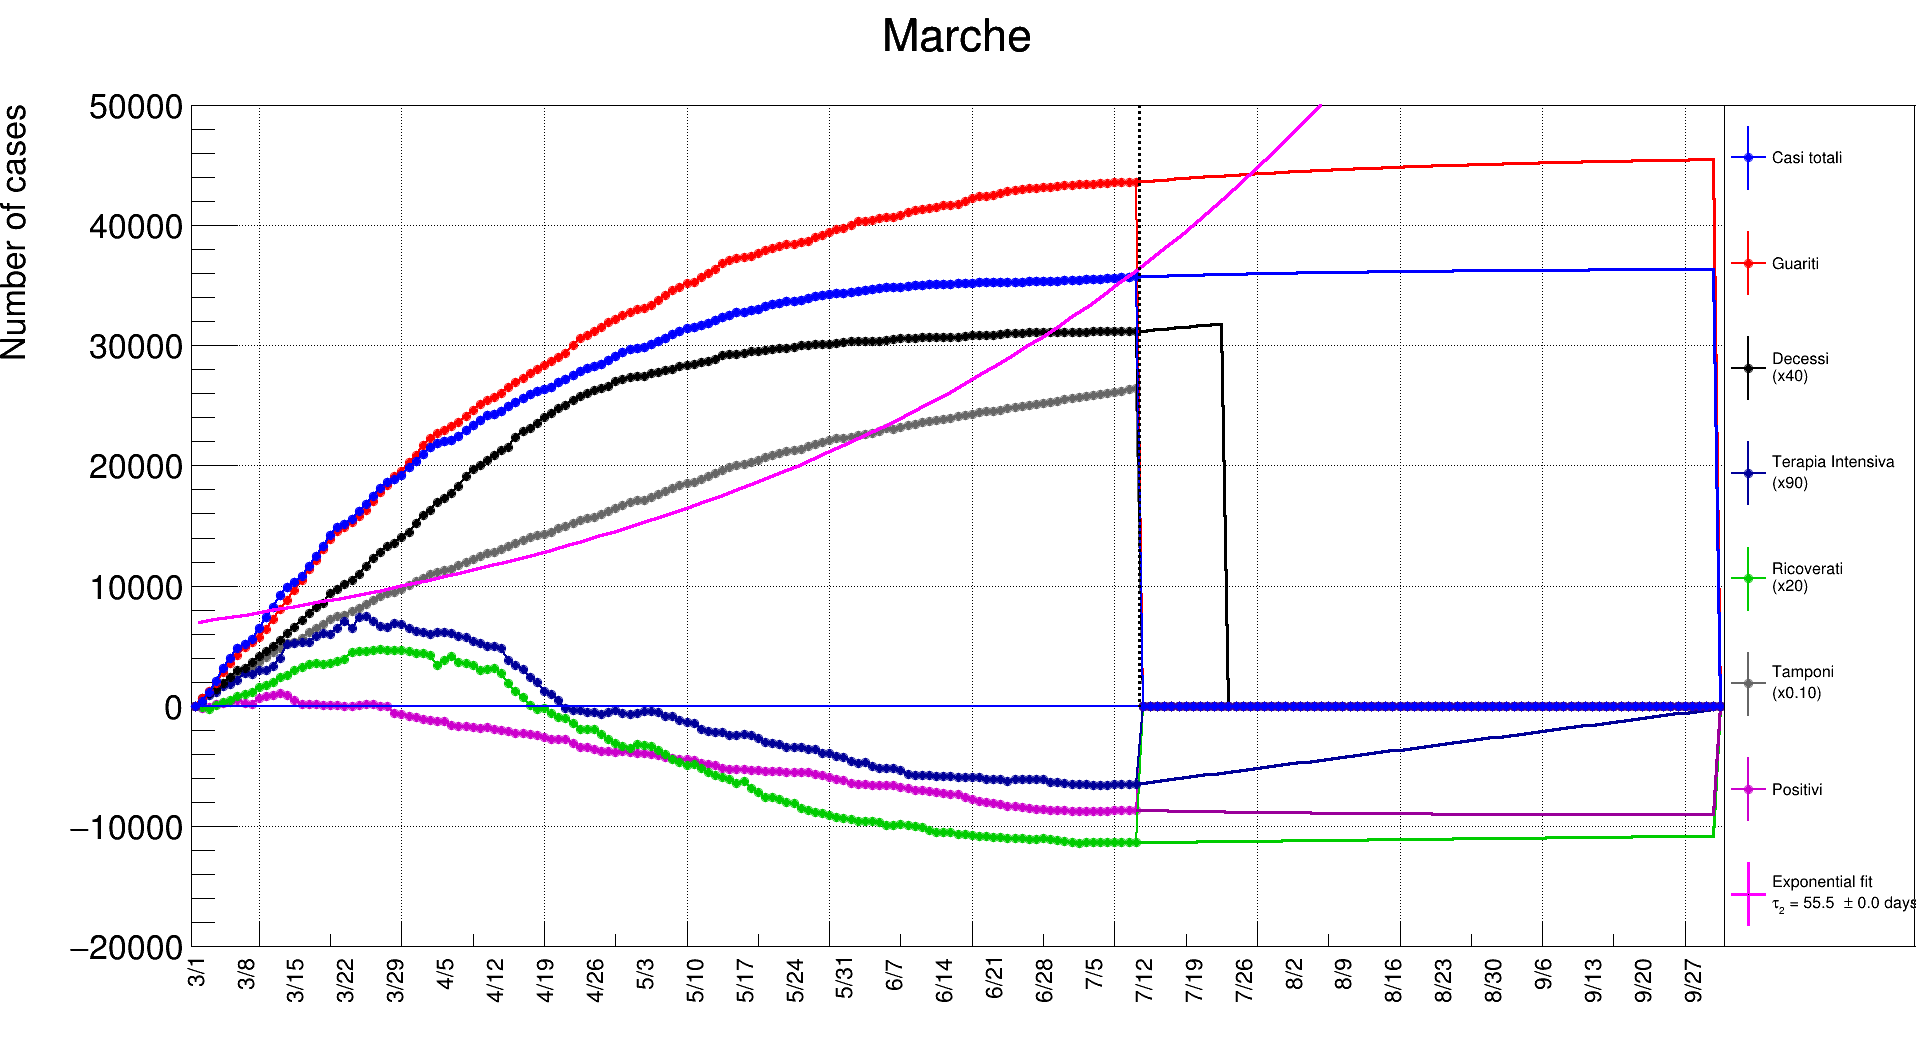 Marche
Number of cases
50000
40000
30000
20000
10000
0
−10000
−20000
3/1
3/8
3/15
3/22
3/29
4/5
4/12
4/19
4/26
5/3
5/10
5/17
5/24
5/31
6/7
6/14
6/21
6/28
7/5
7/12
7/19
7/26
8/2
8/9
8/16
8/23
8/30
9/6
9/13
9/20
9/27
Casi totali
Guariti
Decessi
(x40)
Terapia Intensiva
(x90)
Ricoverati
(x20)
Tamponi
(x0.10)
Positivi
Exponential fit
τ2 = 55.5 ± 0.0 days